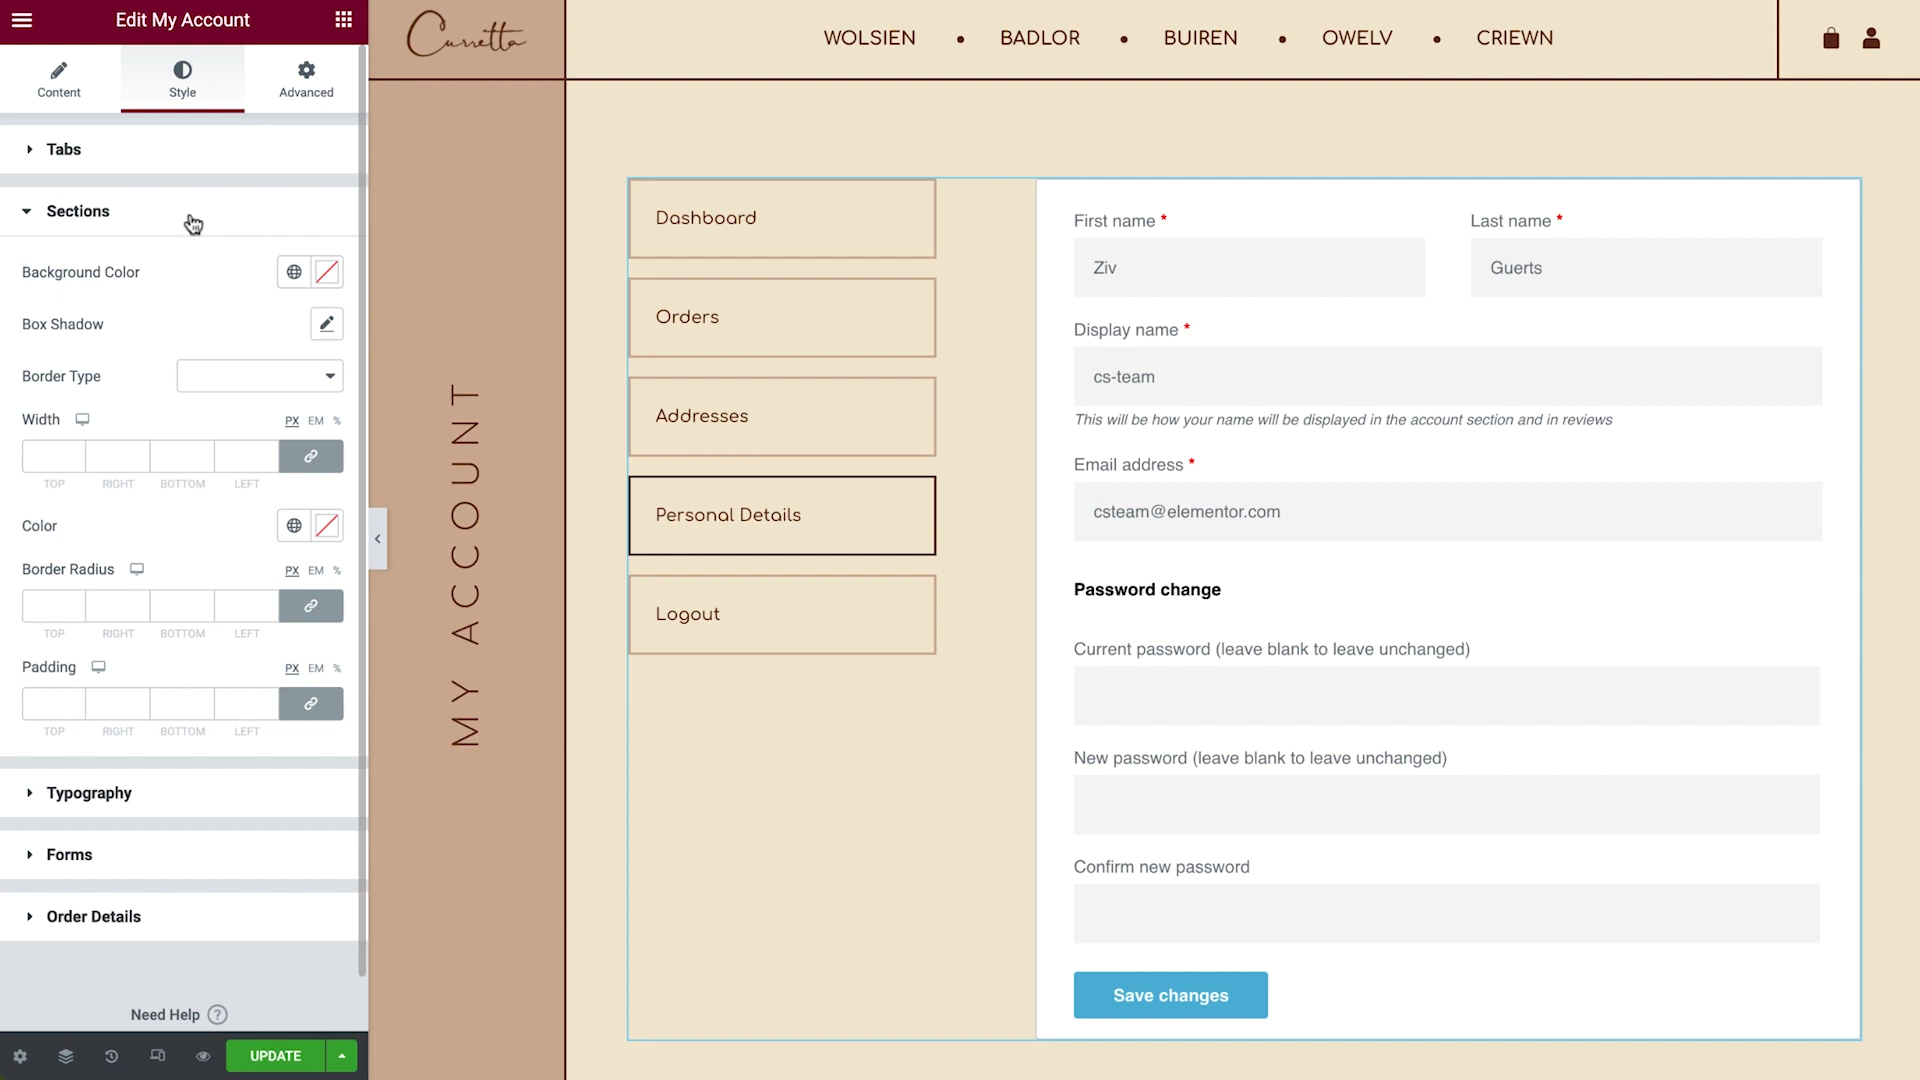 Edit My Account
Content
Style
Advanced
Tabs
Sections
Background Color
Box Shadow
Border Type
Width
PX EM %
TOP RIGHT BOTTOM LEFT
Color
Border Radius
PX EM %
TOP RIGHT BOTTOM LEFT
Padding
PX EM %
TOP RIGHT BOTTOM LEFT
Typography
Forms
Order Details
Need Help ?
UPDATE
Curretta
WOLSIEN • BADLOR • BUIREN • OWELV • CRIEWN
MY ACCOUNT
Dashboard
Orders
Addresses
Personal Details
Logout
First name *
Last name *
Ziv
Guerts
Display name *
cs-team
This will be how your name will be displayed in the account section and in reviews
Email address *
csteam@elementor.com
Password change
Current password (leave blank to leave unchanged)
New password (leave blank to leave unchanged)
Confirm new password
Save changes